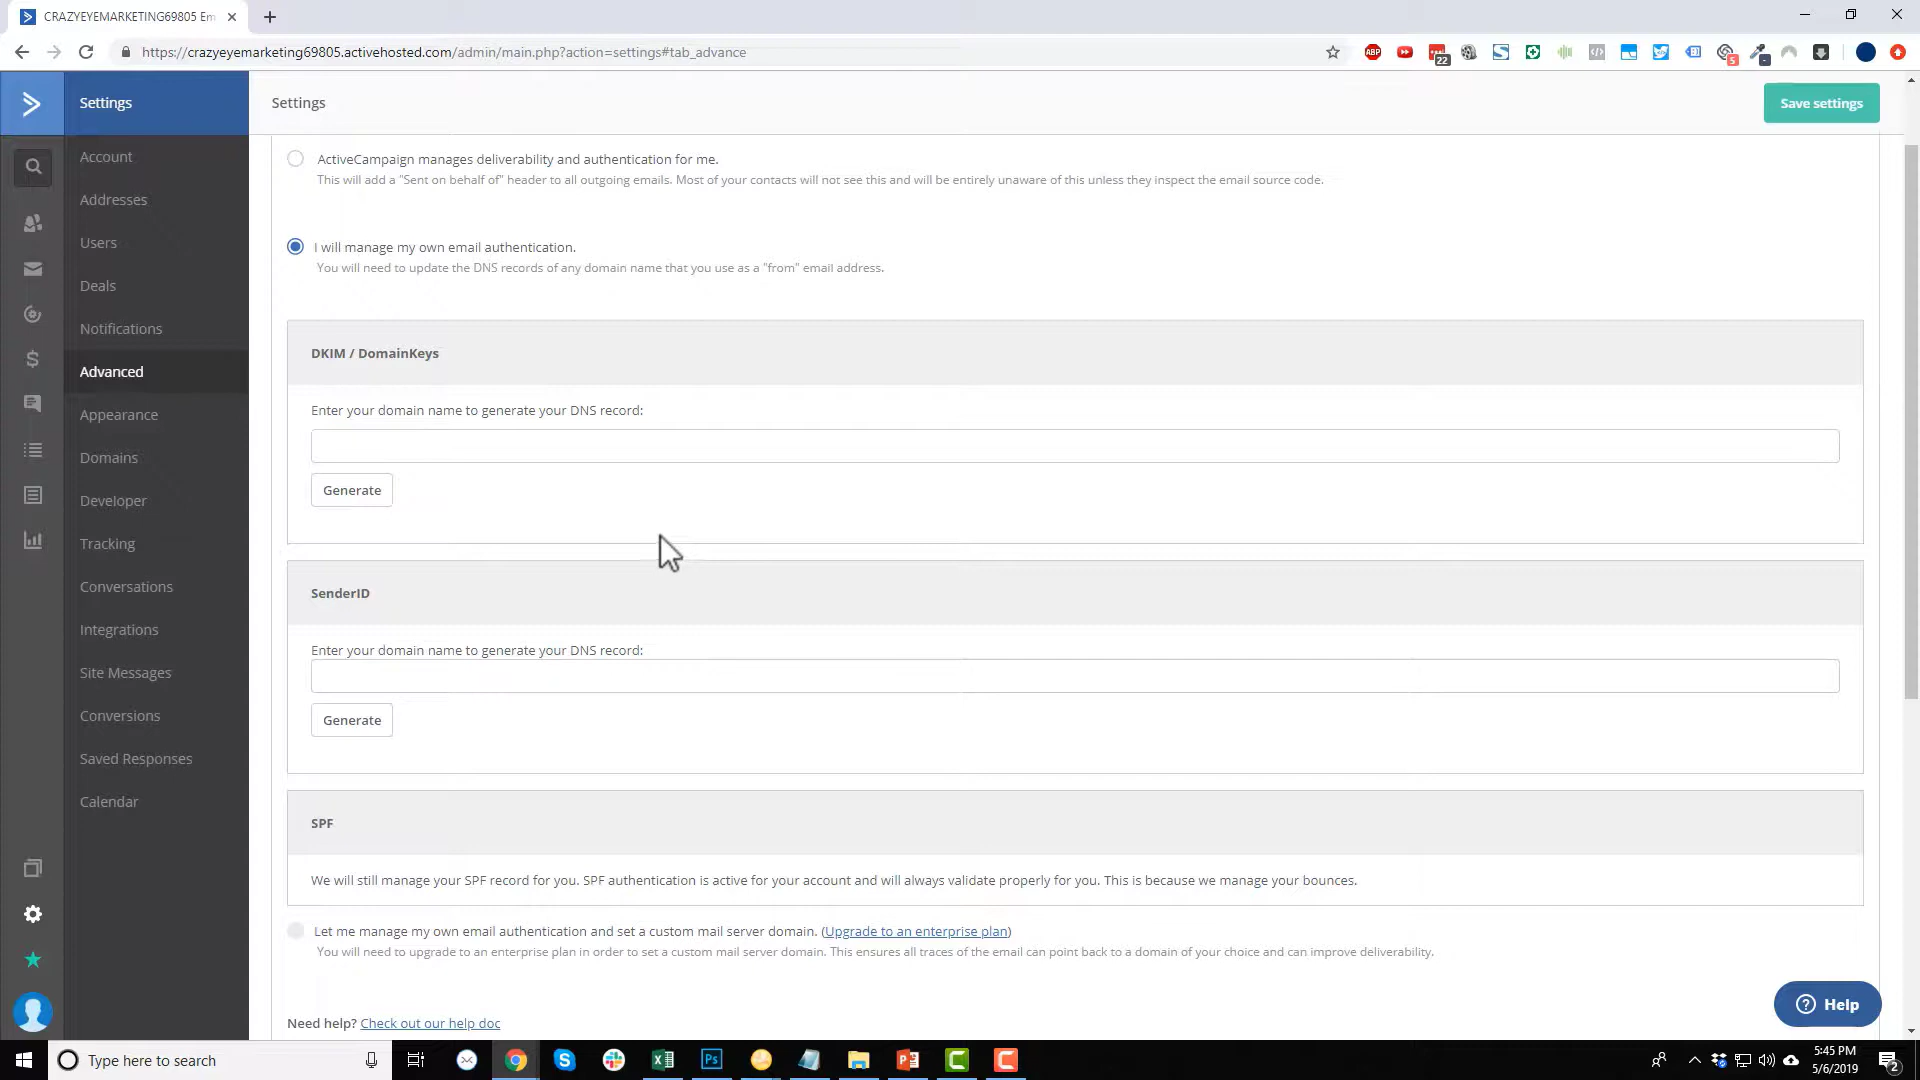 CRAZYEYEMARKETING69805 Em
https://crazyeyemarketing69805.activehosted.com/admin/main.php?action=settings#tab_advance
ABP
22
5
Settings
Settings
Save settings
Account
Addresses
Users
Deals
Notifications
Advanced
Appearance
Domains
Developer
Tracking
Conversations
Integrations
Site Messages
Conversions
Saved Responses
Calendar
ActiveCampaign manages deliverability and authentication for me.
This will add a "Sent on behalf of" header to all outgoing emails. Most of your contacts will not see this and will be entirely unaware of this unless they inspect the email source code.
I will manage my own email authentication.
You will need to update the DNS records of any domain name that you use as a "from" email address.
DKIM / DomainKeys
Enter your domain name to generate your DNS record:
Generate
SenderID
Enter your domain name to generate your DNS record:
Generate
SPF
We will still manage your SPF record for you. SPF authentication is active for your account and will always validate properly for you. This is because we manage your bounces.
Let me manage my own email authentication and set a custom mail server domain. (Upgrade to an enterprise plan)
You will need to upgrade to an enterprise plan in order to set a custom mail server domain. This ensures all traces of the email can point back to a domain of your choice and can improve deliverability.
Need help? Check out our help doc
Help
Type here to search
Ps
5:45 PM
5/6/2019
2